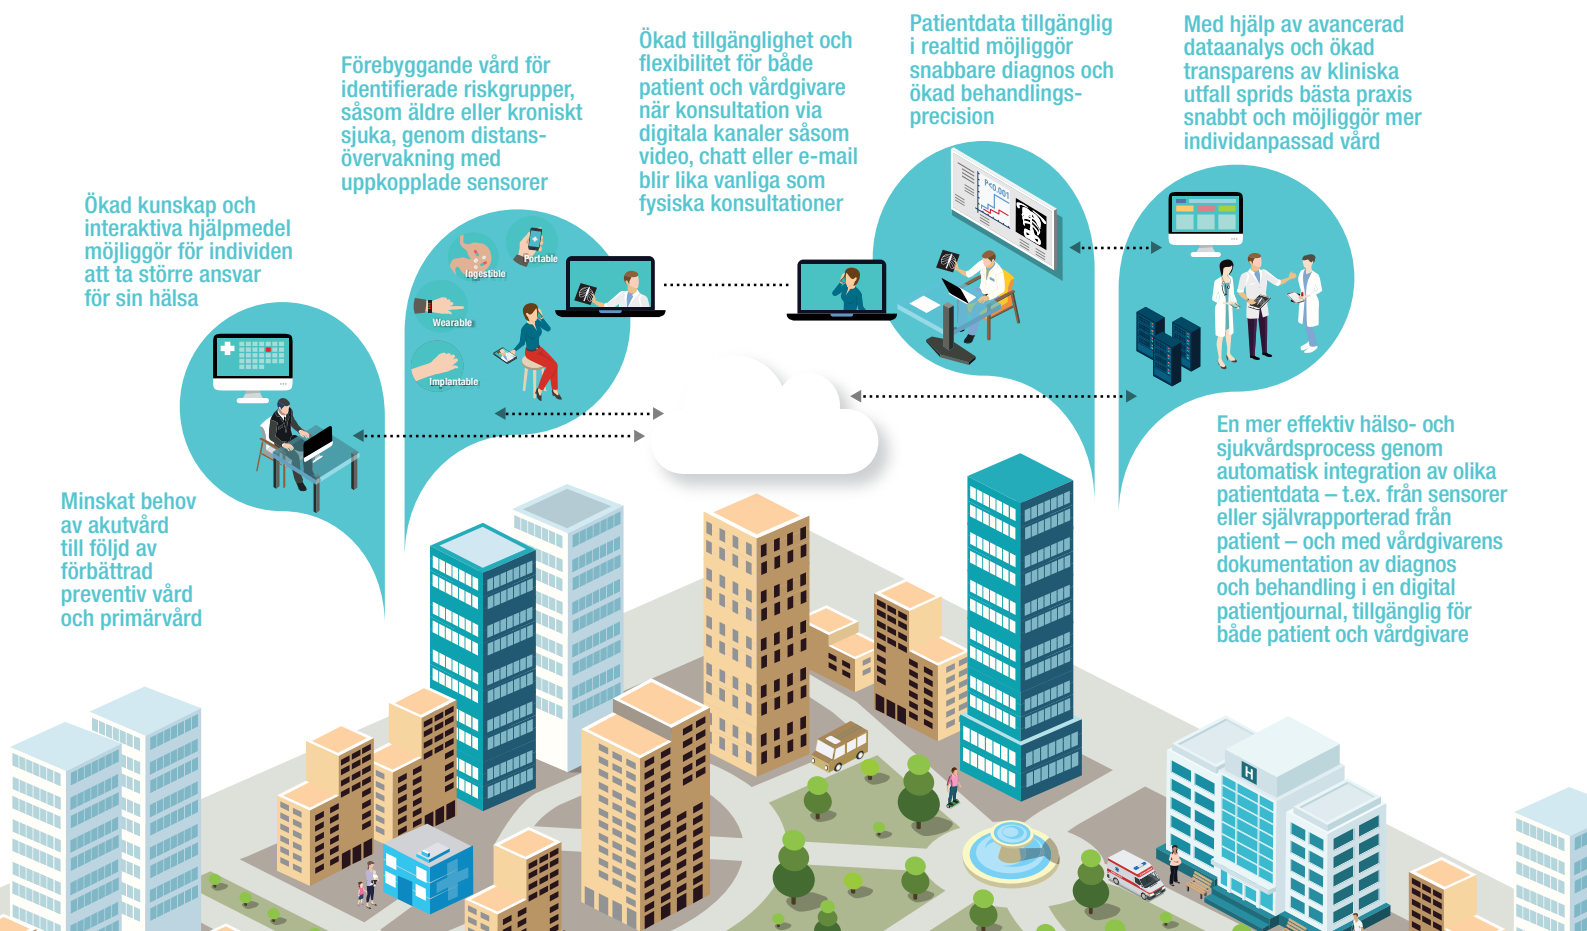 Ökad kunskap och
interaktiva hjälpmedel
möjliggör för individen
att ta större ansvar
för sin hälsa
Minskat behov
av akutvård
till följd av
förbättrad
preventiv vård
och primärvård
Förebyggande vård för
identifierade riskgrupper,
såsom äldre eller kroniskt
sjuka, genom distans-
övervakning med
uppkopplade sensorer
Portable
Ingestible
Wearable
Implantable
Ökad tillgänglighet och
flexibilitet för både
patient och vårdgivare
när konsultation via
digitala kanaler såsom
video, chatt eller e-mail
blir lika vanliga som
fysiska konsultationer
Patientdata tillgänglig
i realtid möjliggör
snabbare diagnos och
ökad behandlings-
precision
P<0.001
Med hjälp av avancerad
dataanalys och ökad
transparens av kliniska
utfall sprids bästa praxis
snabbt och möjliggör mer
individanpassad vård
En mer effektiv hälso- och
sjukvårdsprocess genom
automatisk integration av olika
patientdata – t.ex. från sensorer
eller självrapporterad från
patient – och med vårdgivarens
dokumentation av diagnos
och behandling i en digital
patientjournal, tillgänglig för
både patient och vårdgivare
H